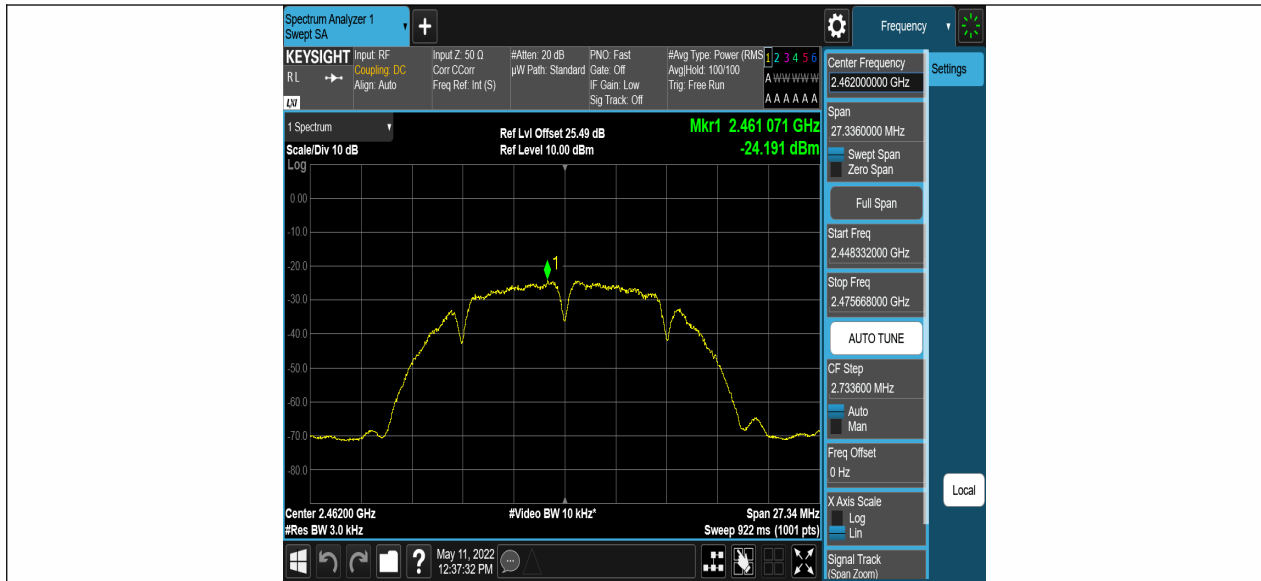 Spectrum Analyzer 1
Swept SA
+
Frequency
KEYSIGHT
RL
LXI
Input: RF
Coupling: DC
Align: Auto
Input Z: 50 Ω
Corr CCorr
Freq Ref: Int (S)
#Atten: 20 dB
µW Path: Standard
PNO: Fast
Gate: Off
IF Gain: Low
Sig Track: Off
#Avg Type: Power (RMS
Avg|Hold: 100/100
Trig: Free Run
1 2 3 4 5 6
A W W W W W
A A A A A A
1 Spectrum
Scale/Div 10 dB
Log
Ref Lvl Offset 25.49 dB
Ref Level 10.00 dBm
Mkr1 2.461 071 GHz
-24.191 dBm
0.00
-10.0
-20.0
-30.0
-40.0
-50.0
-60.0
-70.0
-80.0
1
Center 2.46200 GHz
#Res BW 3.0 kHz
#Video BW 10 kHz*
Span 27.34 MHz
Sweep 922 ms (1001 pts)
?
May 11, 2022
12:37:32 PM
Center Frequency
2.462000000 GHz
Settings
Span
27.3360000 MHz
Swept Span
Zero Span
Full Span
Start Freq
2.448332000 GHz
Stop Freq
2.475668000 GHz
AUTO TUNE
CF Step
2.733600 MHz
Auto
Man
Freq Offset
0 Hz
Local
X Axis Scale
Log
Lin
Signal Track
(Span Zoom)